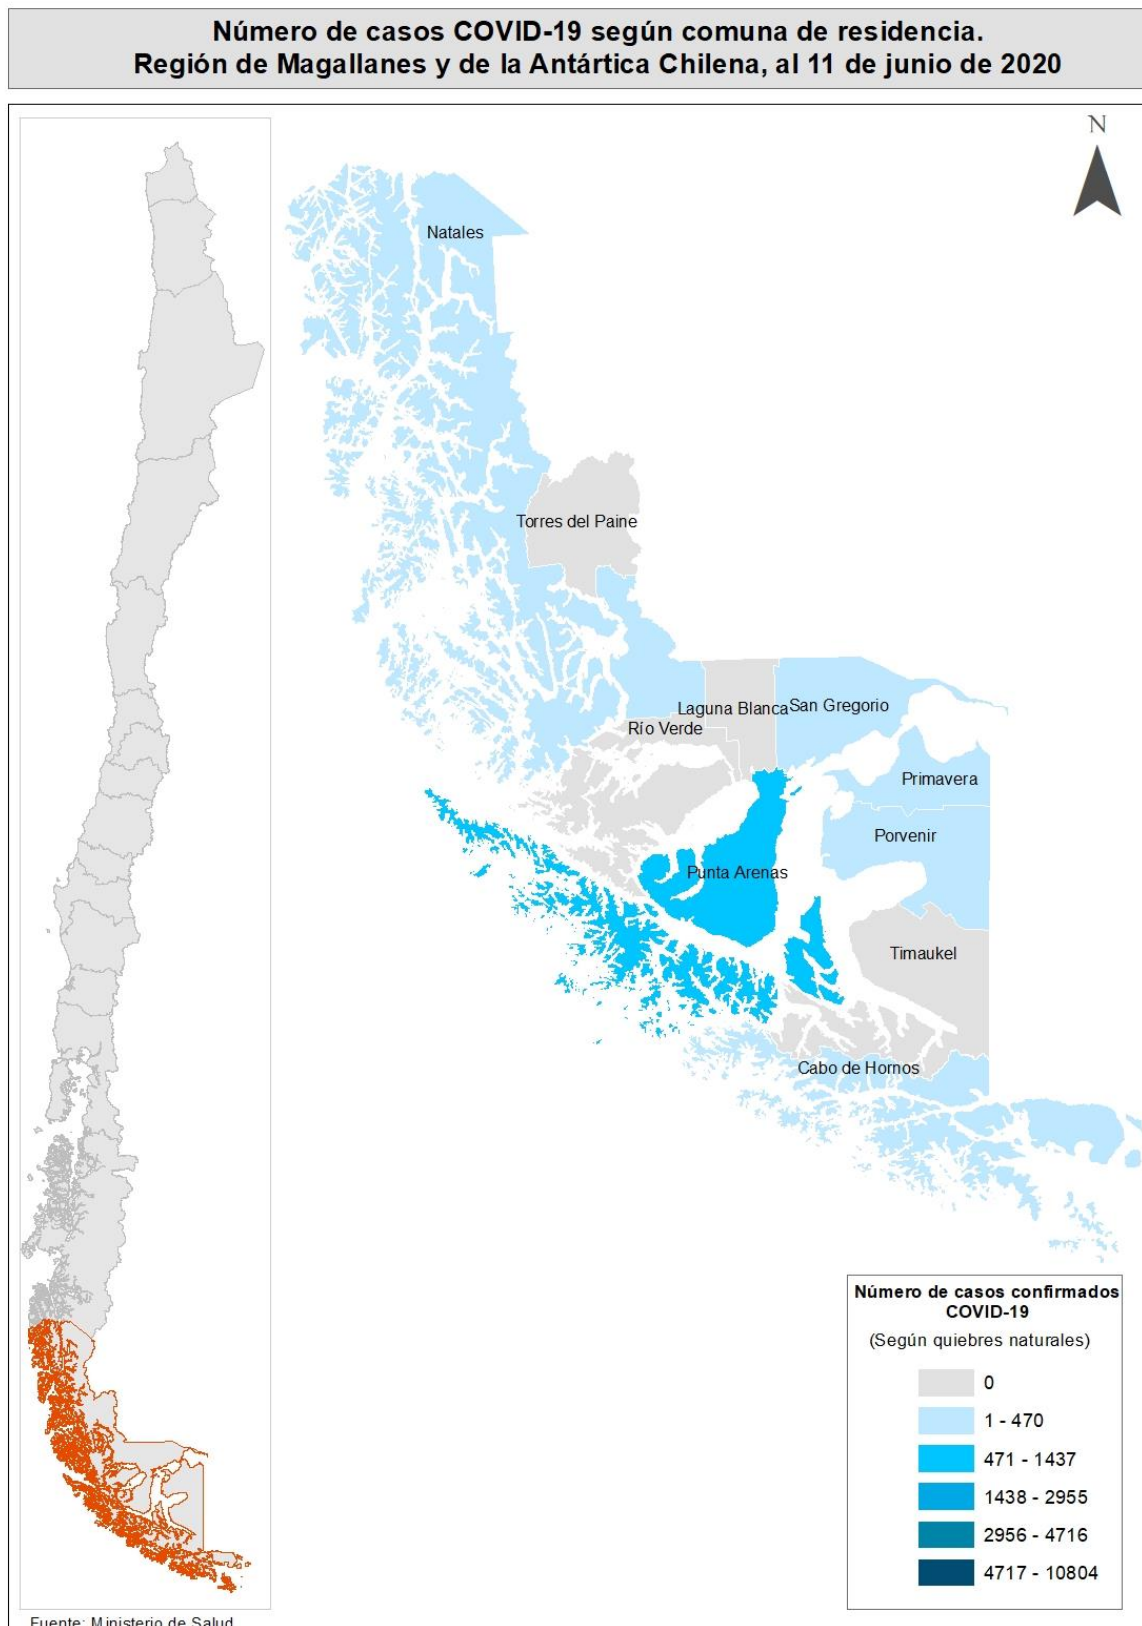 Número de casos COVID-19 según comuna de residencia.
Región de Magallanes y de la Antártica Chilena, al 11 de junio de 2020
N
Natales
Torres del Paine
Laguna Blanca
San Gregorio
Río Verde
Primavera
Porvenir
Punta Arenas
Timaukel
Cabo de Hornos
Número de casos confirmados
COVID-19
(Según quiebres naturales)
0
1 - 470
471 - 1437
1438 - 2955
2956 - 4716
4717 - 10804
Fuente: Ministerio de Salud